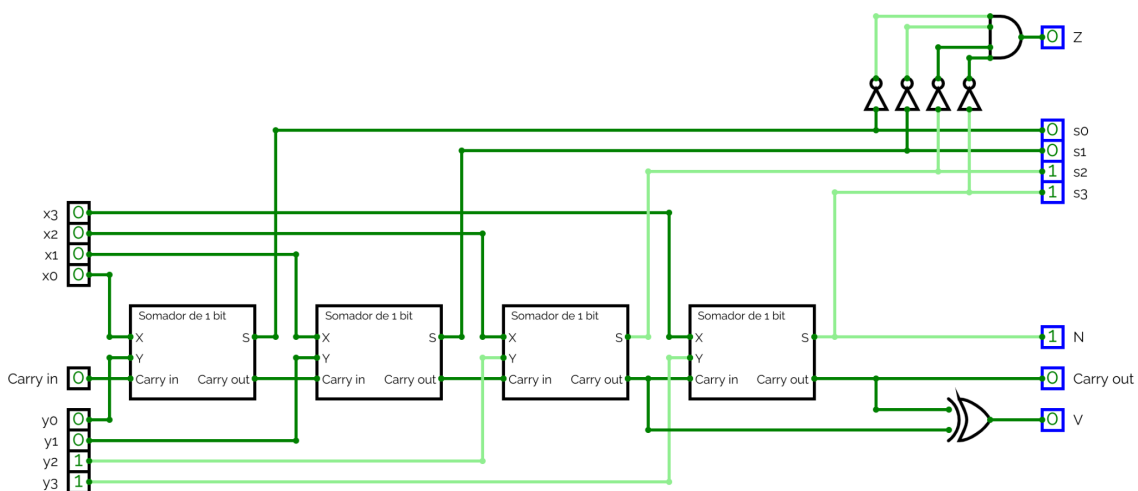 0 Z
0 s0
0 s1
1 s2
1 s3
x3 0
x2 0
x1 0
x0 0
Somador de 1 bit Somador de 1 bit Somador de 1 bit Somador de 1 bit
X S X S X S X S 1 N
Y Y Y Y
Carry in 0 Carry in Carry out Carry in Carry out Carry in Carry out Carry in Carry out 0 Carry out
y0 0 0 V
y1 0
y2 1
y3 1